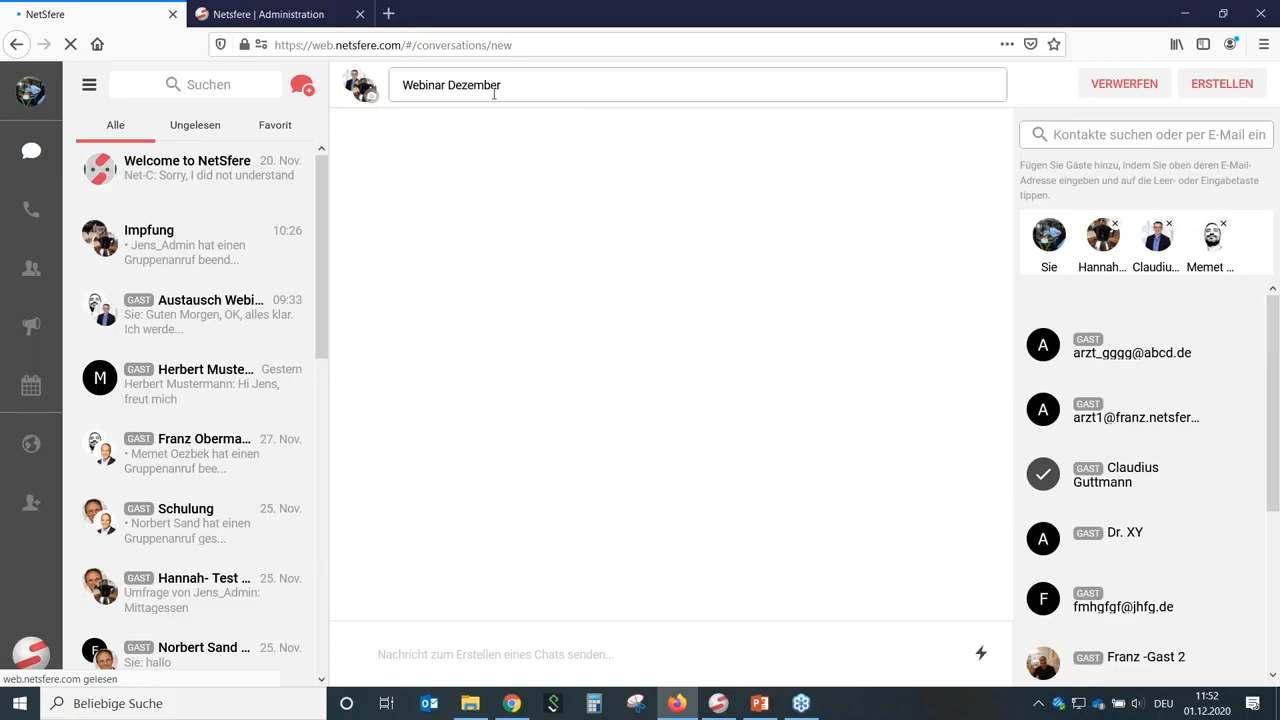 NetSfere
Netsfere | Administration
https://web.netsfere.com/#/conversations/new
Suchen
Webinar Dezember
VERWERFEN
ERSTELLEN
Alle
Ungelesen
Favorit
Kontakte suchen oder per E-Mail ein
Fügen Sie Gäste hinzu, indem Sie oben deren E-Mail-
Adresse eingeben und auf die Leer- oder Eingabetaste
tippen.
Sie
Hannah...
Claudiu...
Memet ...
Welcome to NetSfere
20. Nov.
Net-C: Sorry, I did not understand
Impfung
10:26
• Jens_Admin hat einen
Gruppenanruf beend...
GAST Austausch Webi...
09:33
Sie: Guten Morgen, OK, alles klar.
Ich werde...
M
GAST Herbert Muste...
Gestern
Herbert Mustermann: Hi Jens,
freut mich
GAST Franz Oberma...
27. Nov.
• Memet Oezbek hat einen
Gruppenanruf bee...
GAST Schulung
25. Nov.
• Norbert Sand hat einen
Gruppenanruf ges...
GAST Hannah- Test ...
25. Nov.
Umfrage von Jens_Admin:
Mittagessen
F
GAST Norbert Sand ...
25. Nov.
Sie: hallo
A
GAST
arzt_gggg@abcd.de
A
GAST
arzt1@franz.netsfer...
GAST Claudius
Guttmann
A
GAST Dr. XY
F
GAST
fmhgfgf@jhfg.de
GAST Franz -Gast 2
Nachricht zum Erstellen eines Chats senden...
web.netsfere.com gelesen
Beliebige Suche
DEU
11:52
01.12.2020